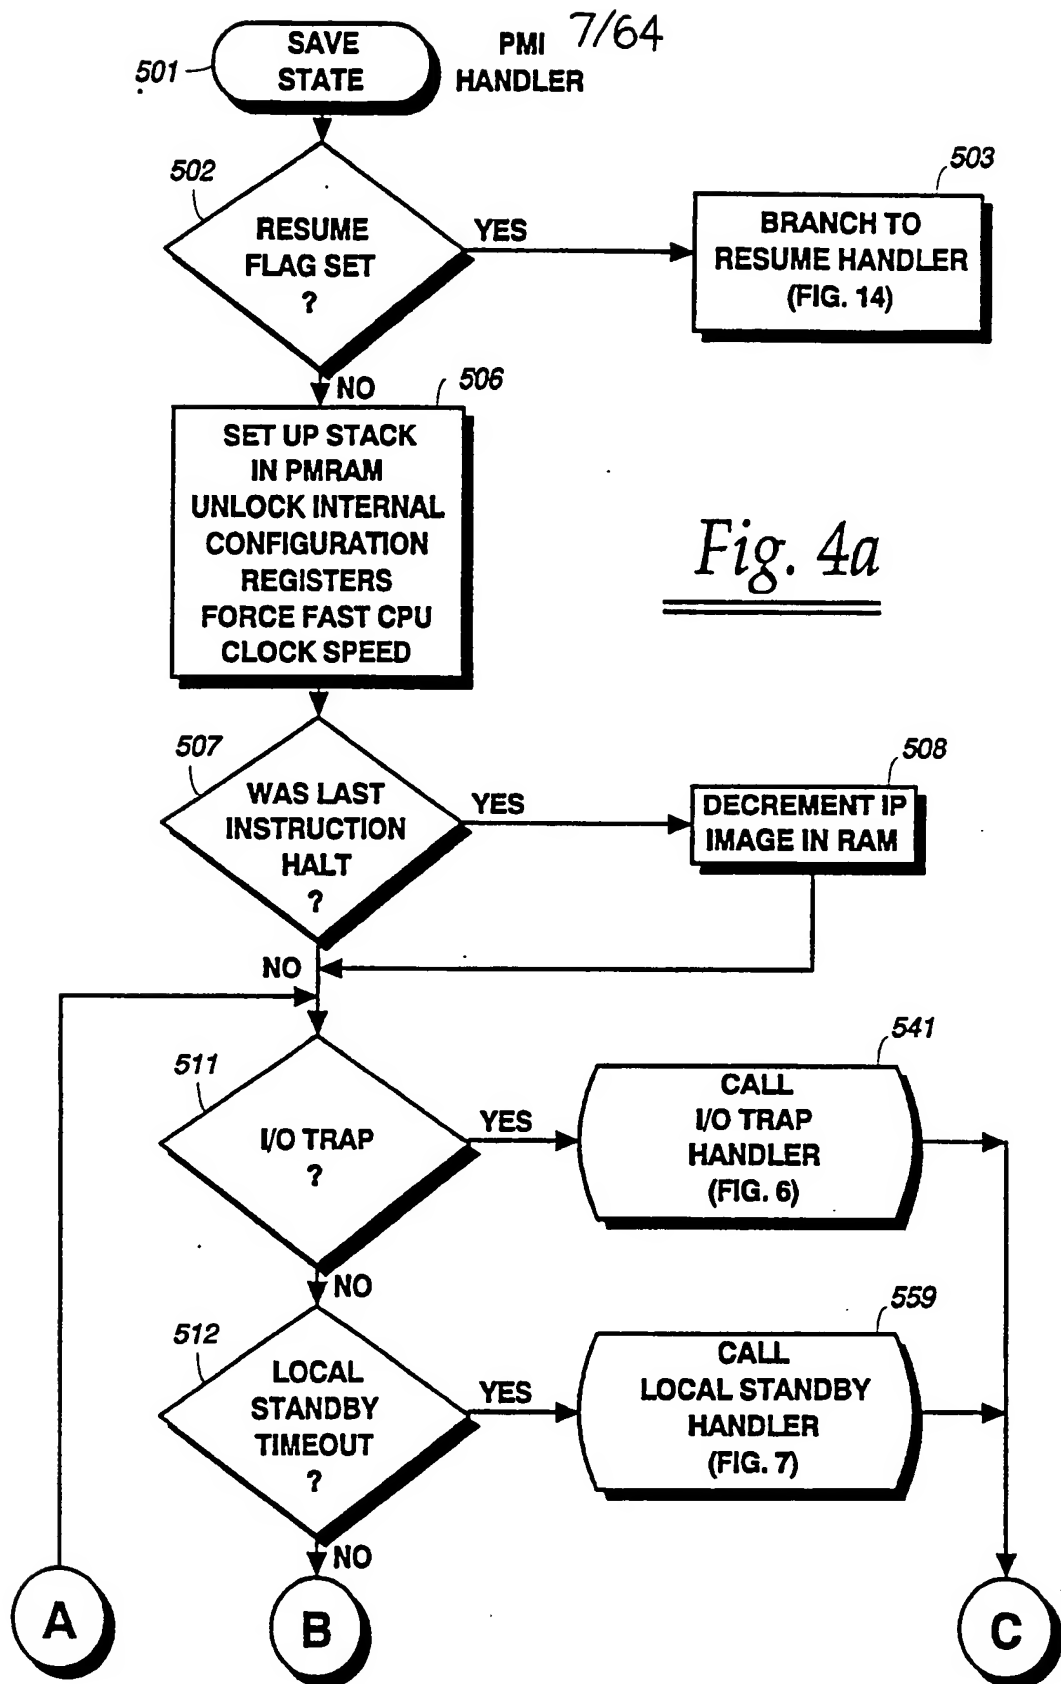 7/64
SAVE
STATE
501
PMI
HANDLER
502
RESUME
FLAG SET
?
YES
503
BRANCH TO
RESUME HANDLER
(FIG. 14)
NO
506
SET UP STACK
IN PMRAM
UNLOCK INTERNAL
CONFIGURATION
REGISTERS
FORCE FAST CPU
CLOCK SPEED
Fig. 4a
507
WAS LAST
INSTRUCTION
HALT
?
YES
508
DECREMENT IP
IMAGE IN RAM
NO
511
I/O TRAP
?
YES
541
CALL
I/O TRAP
HANDLER
(FIG. 6)
NO
512
LOCAL
STANDBY
TIMEOUT
?
YES
559
CALL
LOCAL STANDBY
HANDLER
(FIG. 7)
NO
A
B
C